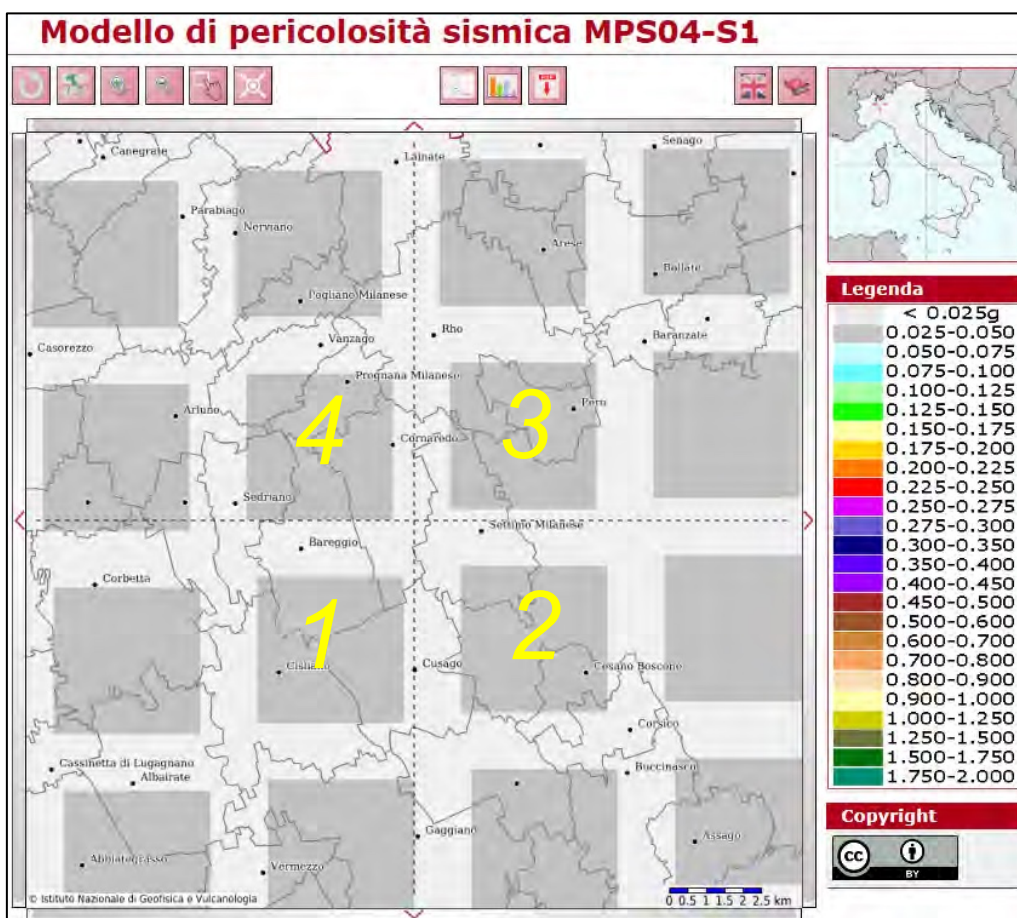 Modello di pericolosità sismica MPS04-S1
Senago
Canegrate
Lainate
Parabiago
Nerviano
Arese
Bollate
Pogliano Milanese
Rho
Baranzate
Vanzago
Casorezzo
Pregnana Milanese
Arluno
4
3
Pero
Cornaredo
Sedriano
Settimo Milanese
Bareggio
Corbetta
1
2
Cisliano
Cusago
Cesano Boscone
Corsico
Cassinetta di Lugagnano
Albairate
Buccinasco
Gaggiano
Assago
Abbiategrasso
Vermezzo
© Istituto Nazionale di Geofisica e Vulcanologia
0 0.5 1 1.5 2 2.5 km
Legenda
< 0.025g
0.025-0.050
0.050-0.075
0.075-0.100
0.100-0.125
0.125-0.150
0.150-0.175
0.175-0.200
0.200-0.225
0.225-0.250
0.250-0.275
0.275-0.300
0.300-0.350
0.350-0.400
0.400-0.450
0.450-0.500
0.500-0.600
0.600-0.700
0.700-0.800
0.800-0.900
0.900-1.000
1.000-1.250
1.250-1.500
1.500-1.750
1.750-2.000
Copyright
cc
BY